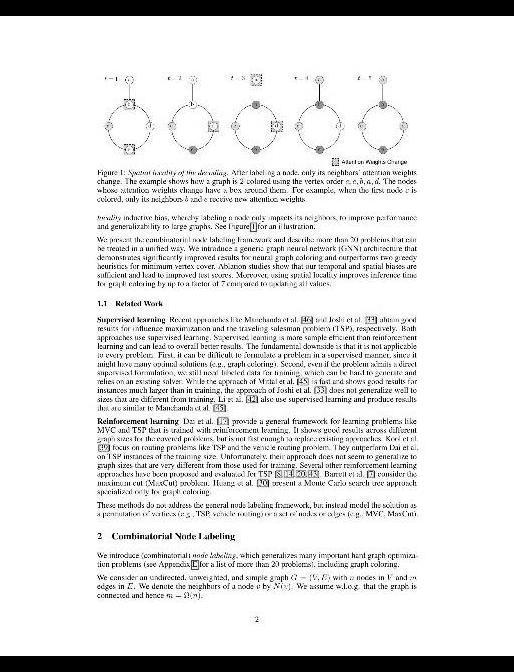 t = 1
t = 2
t = 3
t = 4
t = 5
Attention Weights Change
Figure 1: Spatial locality of the decoding. After labeling a node, only its neighbors' attention weights
change. The example shows how a graph is 2-colored using the vertex order c, e, b, a, d. The nodes
whose attention weights change have a box around them. For example, when the first node c is
colored, only its neighbors b and e receive new attention weights.
locality inductive bias, whereby labeling a node only impacts its neighbors, to improve performance
and generalizability to large graphs. See Figure 1 for an illustration.
We present the combinatorial node labeling framework and describe more than 20 problems that can
be treated in a unified way. We introduce a generic graph neural network (GNN) architecture that
demonstrates significantly improved results for neural graph coloring and outperforms two greedy
heuristics for minimum vertex cover. Ablation studies show that our temporal and spatial biases are
sufficient and lead to improved test scores. Moreover, using spatial locality improves inference time
for graph coloring by up to a factor of 7 compared to updating all values.
1.1 Related Work
Supervised learning Recent approaches like Manchanda et al. [46] and Joshi et al. [33] obtain good
results for influence maximization and the traveling salesman problem (TSP), respectively. Both
approaches use supervised learning. Supervised learning is more sample efficient than reinforcement
learning and can lead to overall better results. The fundamental downside is that it is not applicable
to every problem. First, it can be difficult to formulate a problem in a supervised manner, since it
might have many optimal solutions (e.g., graph coloring). Second, even if the problem admits a direct
supervised formulation, we still need labeled data for training, which can be hard to generate and
relies on an existing solver. While the approach of Mittal et al. [45] is fast and shows good results for
instances much larger than in training, the approach of Joshi et al. [33] does not generalize well to
sizes that are different from training. Li et al. [42] also use supervised learning and produce results
that are similar to Manchanda et al. [45].
Reinforcement learning Dai et al. [17] provide a general framework for learning problems like
MVC and TSP that is trained with reinforcement learning. It shows good results across different
graph sizes for the covered problems, but is not fast enough to replace existing approaches. Kool et al.
[39] focus on routing problems like TSP and the vehicle routing problem. They outperform Dai et al.
on TSP instances of the training size. Unfortunately, their approach does not seem to generalize to
graph sizes that are very different from those used for training. Several other reinforcement learning
approaches have been proposed and evaluated for TSP [8, 14, 20, 43]. Barrett et al. [7] consider the
maximum cut (MaxCut) problem. Huang et al. [30] present a Monte Carlo search tree approach
specialized only for graph coloring.
These methods do not address the general node labeling framework, but instead model the solution as
a permutation of vertices (e.g., TSP, vehicle routing) or a set of nodes or edges (e.g., MVC, MaxCut).
2 Combinatorial Node Labeling
We introduce (combinatorial) node labeling, which generalizes many important hard graph optimiza-
tion problems (see Appendix for a list of more than 20 problems), including graph coloring.
We consider an undirected, unweighted, and simple graph G = (V, E) with n nodes in V and m
edges in E. We denote the neighbors of a node v by N(v). We assume w.l.o.g. that the graph is
connected and hence m = Ω(n).
2